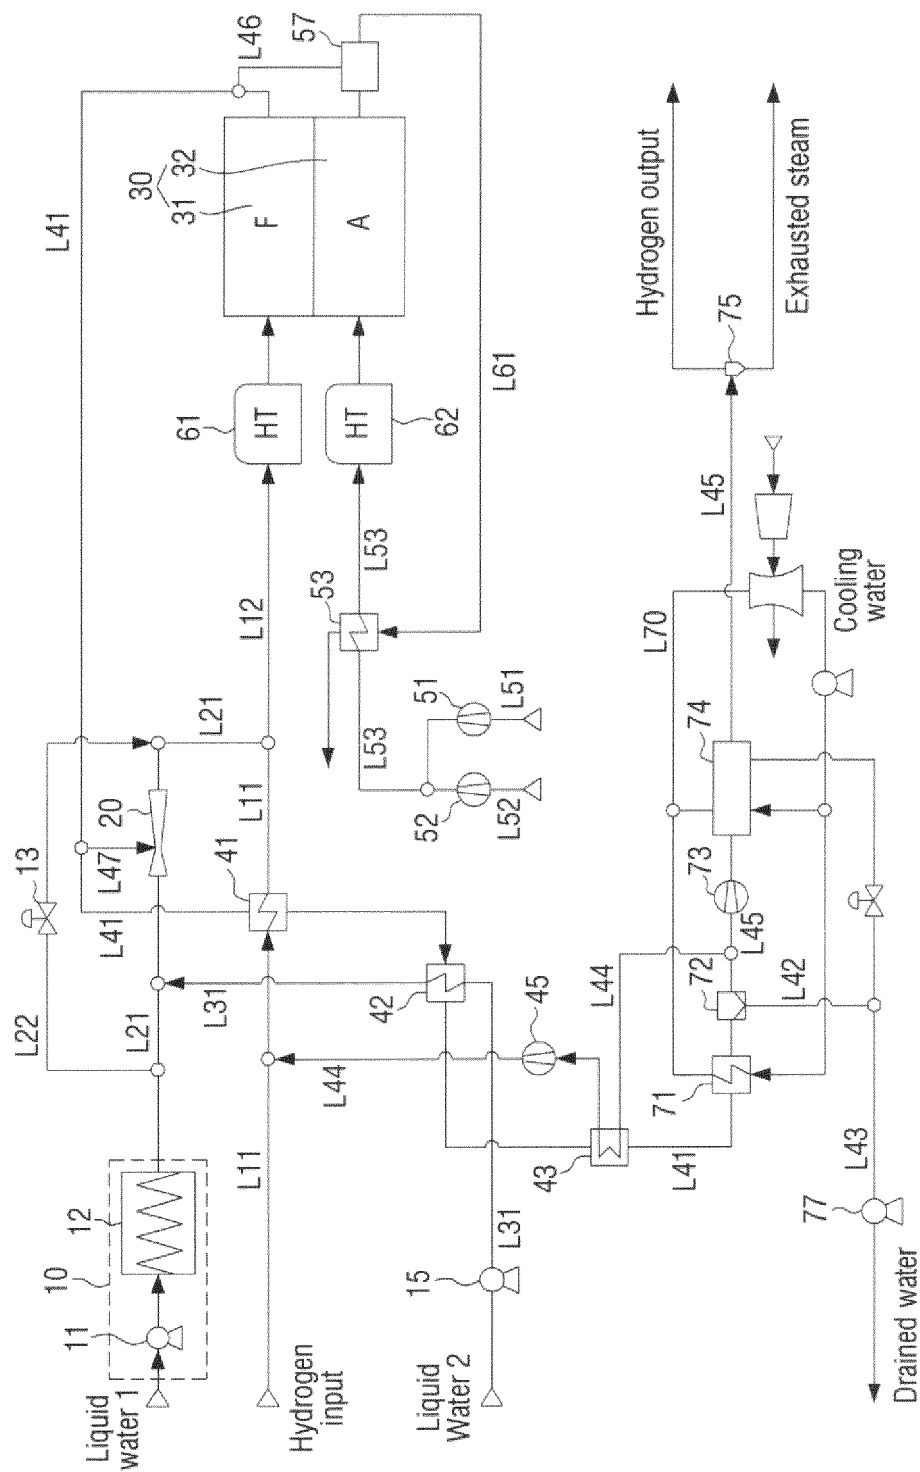 L22
13
10
L41
11
12
Liquid
water 1
L41
L47
20
L21
30
61
31
32
L31
L21
41
L11
L11
L12
L46
HT
F
Hydrogen
input
57
L44
53
HT
A
L53
L53
42
15
52
51
62
Liquid
Water 2
L31
L52
L51
L61
45
43
L44
Hydrogen output
L41
71
72
73
74
L70
L45
L45
75
L42
Exhausted steam
77
L43
Cooling
water
Drained water